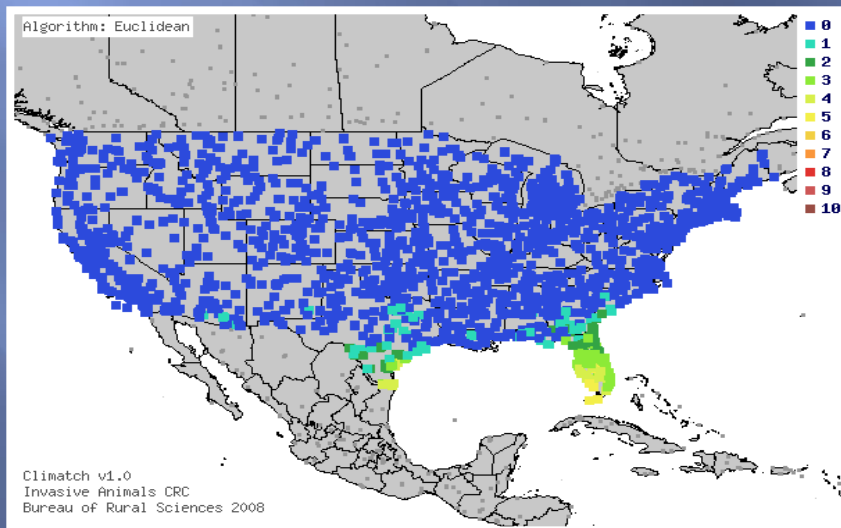 Algorithm: Euclidean
0
1
2
3
4
5
6
7
8
9
10
Climatch v1.0
Invasive Animals CRC
Bureau of Rural Sciences 2008